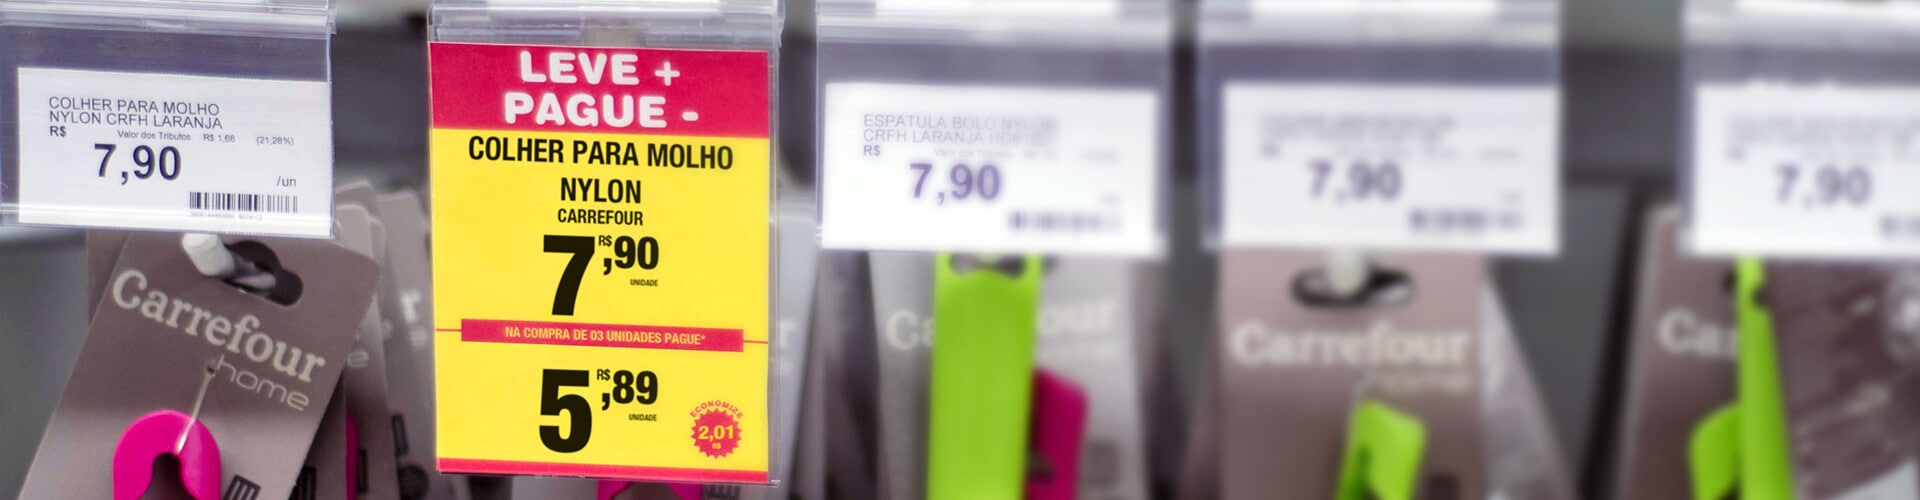 COLHER PARA MOLHO
NYLON CRFH LARANJA
R$
Valor dos Tributos: R$ 1,68 (21,28%)
7,90
/un
Carrefour
home
LEVE +
PAGUE -
COLHER PARA MOLHO
NYLON
CARREFOUR
7 R$ ,90
UNIDADE
NA COMPRA DE 03 UNIDADES PAGUE*
5 R$ ,89
UNIDADE
ECONOMIZE
2,01
R$
ESPATULA BOLO NYLON
CRFH LARANJA
R$
7,90
7,90
Carrefour
home
7,90